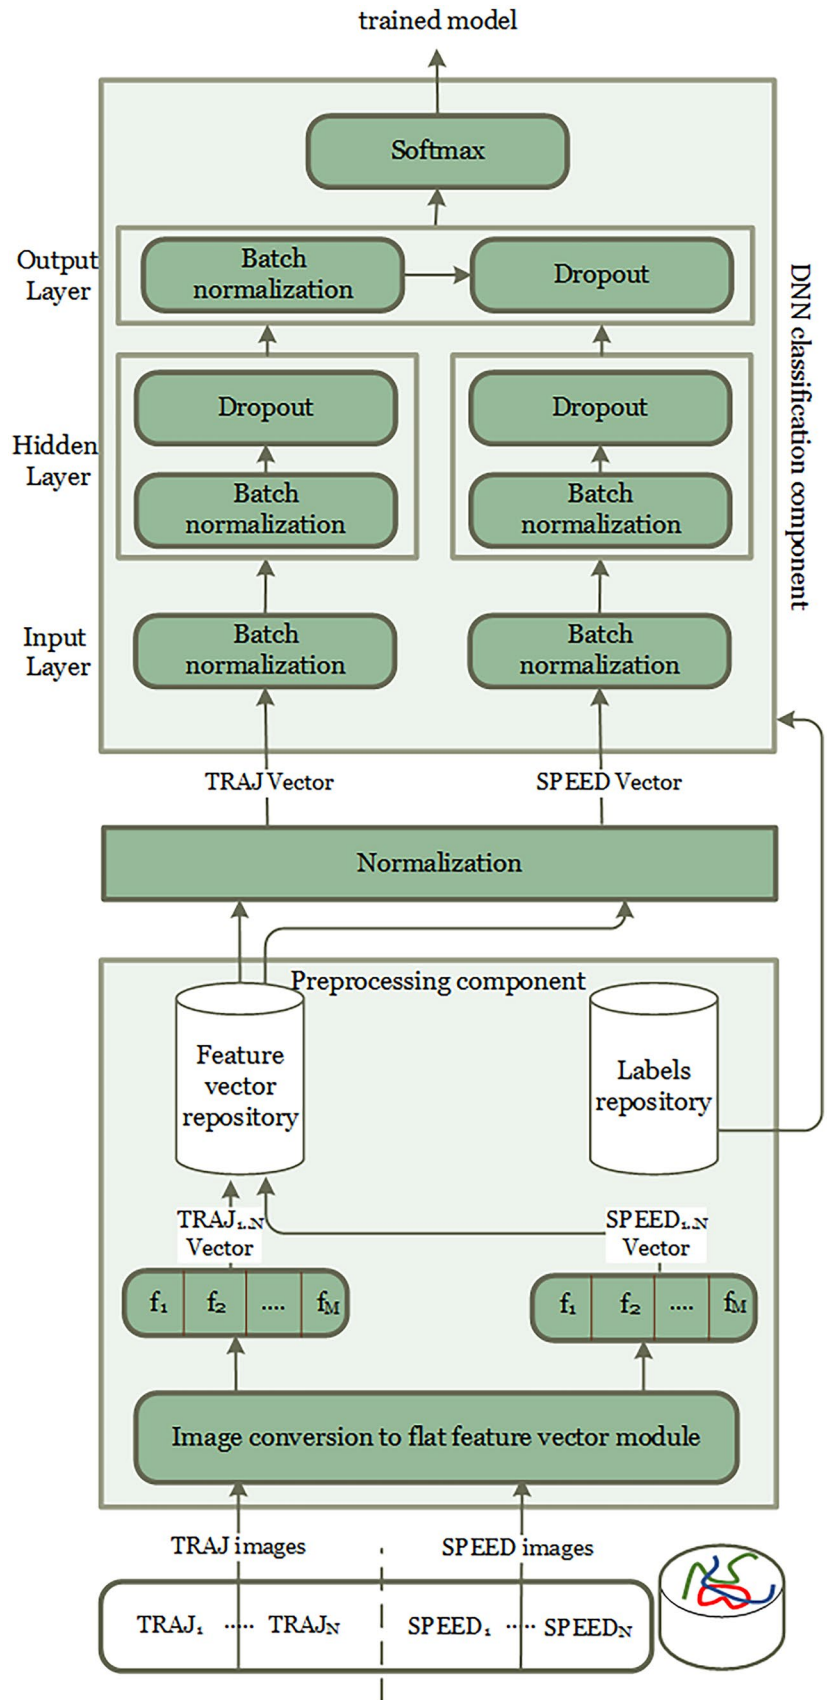 trained model
Softmax
Output
Layer
Batch
normalization
Dropout
DNN classification component
Hidden
Layer
Dropout
Dropout
Batch
normalization
Batch
normalization
Input
Layer
Batch
normalization
Batch
normalization
TRAJ Vector
SPEED Vector
Normalization
Preprocessing component
Feature
vector
repository
Labels
repository
TRAJ₁..N
Vector
SPEED₁..N
Vector
f₁ f₂ .... fM
f₁ f₂ .... fM
Image conversion to flat feature vector module
TRAJ images
SPEED images
TRAJ₁ ..... TRAJN
SPEED₁ ..... SPEEDN